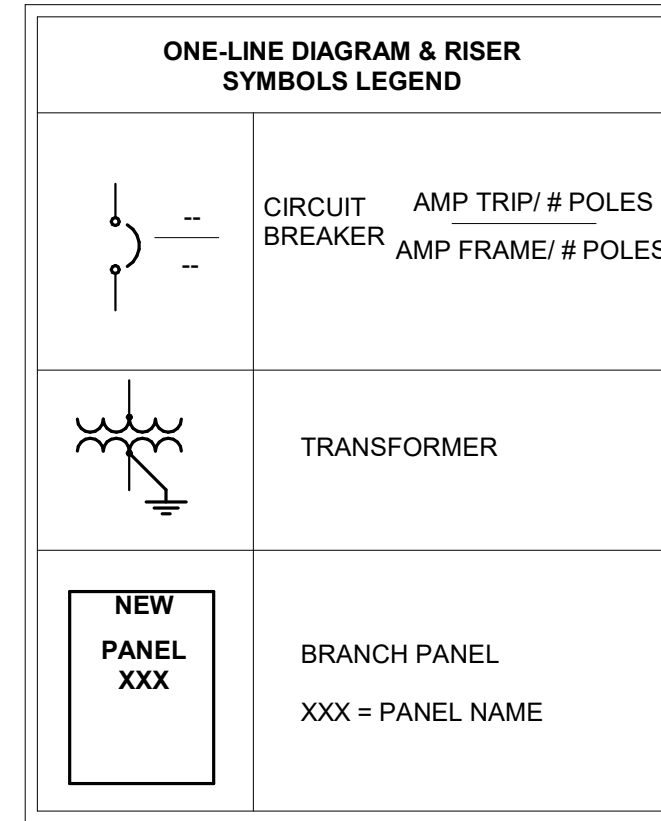 ONE-LINE DIAGRAM & RISER
SYMBOLS LEGEND
--
--
CIRCUIT
BREAKER
AMP TRIP/ # POLES
AMP FRAME/ # POLES
TRANSFORMER
NEW
PANEL
XXX
BRANCH PANEL
XXX = PANEL NAME